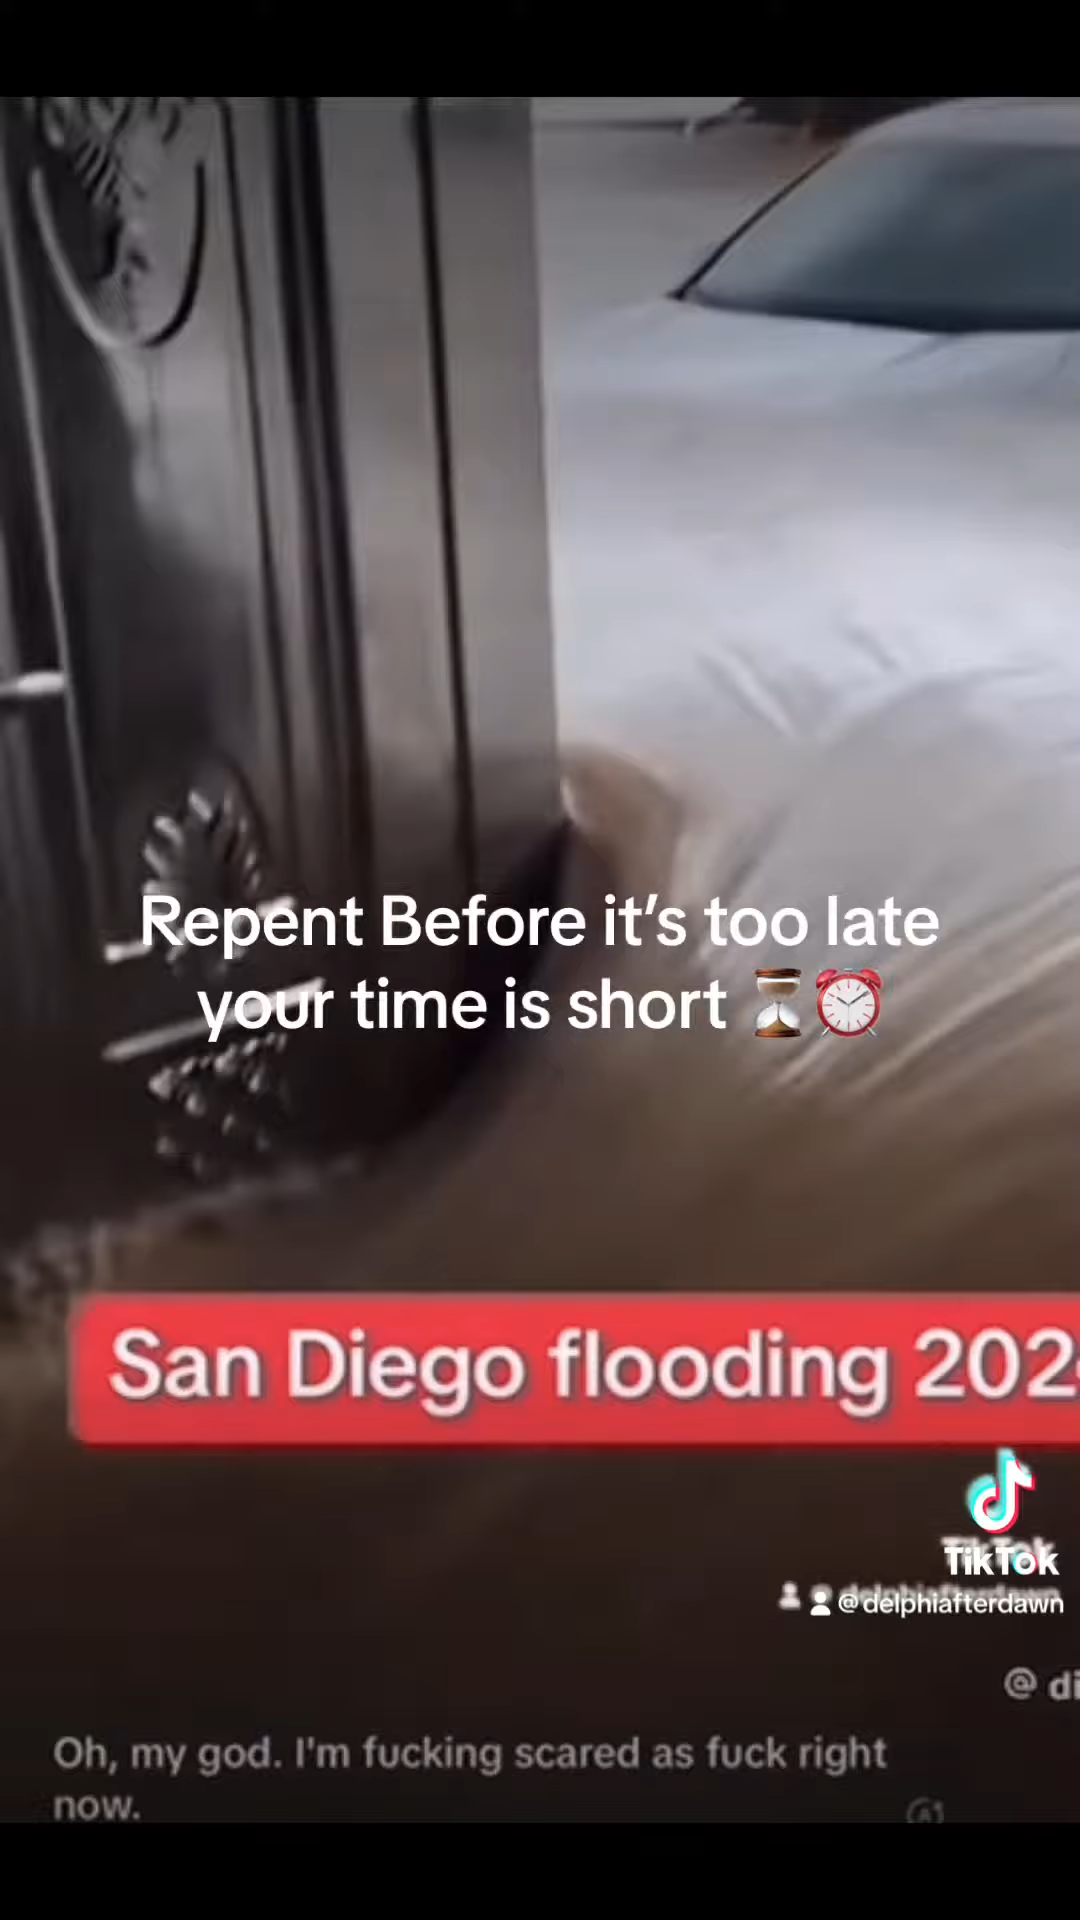 Repent Before it’s too late
your time is short ⏳⏰
San Diego flooding 202
TikTok
@delphiafterdawn
@ di
Oh, my god. I'm fucking scared as fuck right
now.